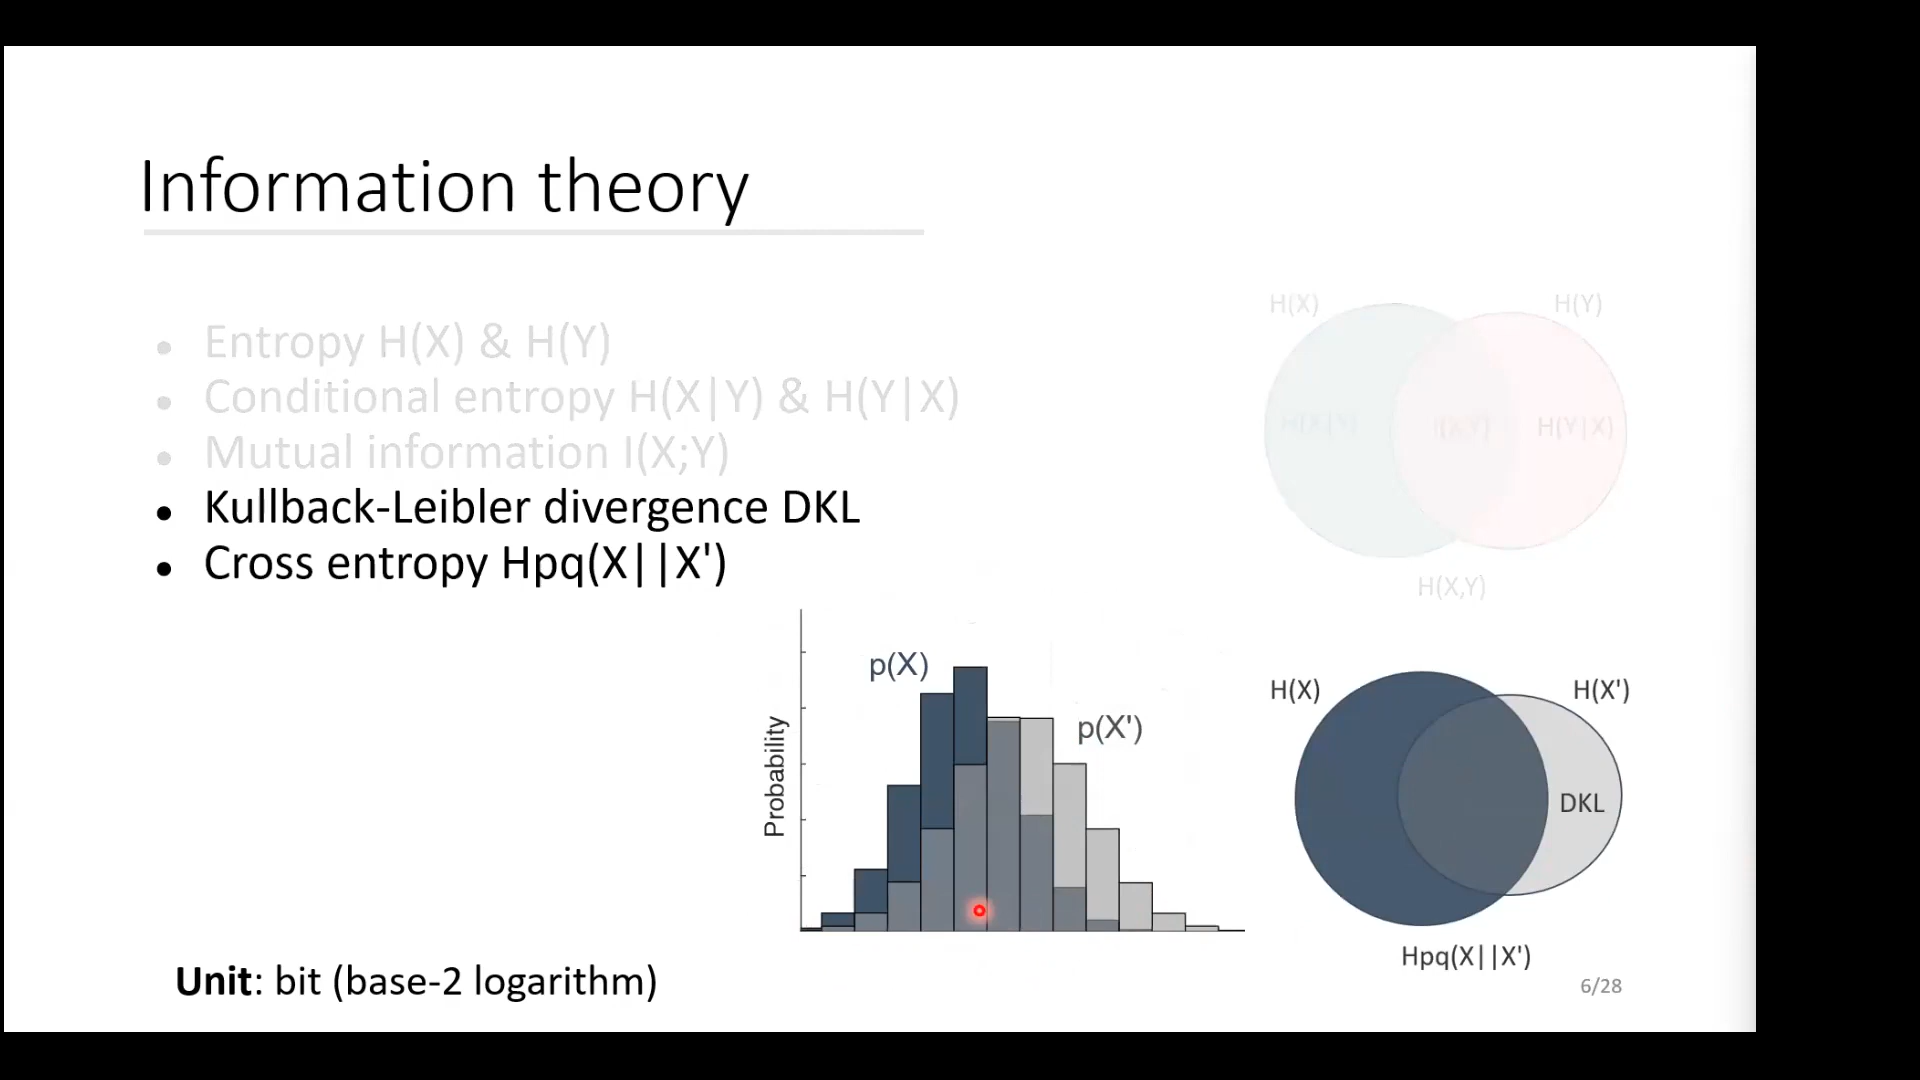 Information theory
• Entropy H(X) & H(Y)
• Conditional entropy H(X|Y) & H(Y|X)
• Mutual information I(X;Y)
• Kullback-Leibler divergence DKL
• Cross entropy Hpq(X||X')
H(X)
H(Y)
H(X|Y)
I(X;Y)
H(Y|X)
H(X,Y)
Probability
p(X)
p(X')
H(X)
H(X')
DKL
Hpq(X||X')
Unit: bit (base-2 logarithm)
6/28